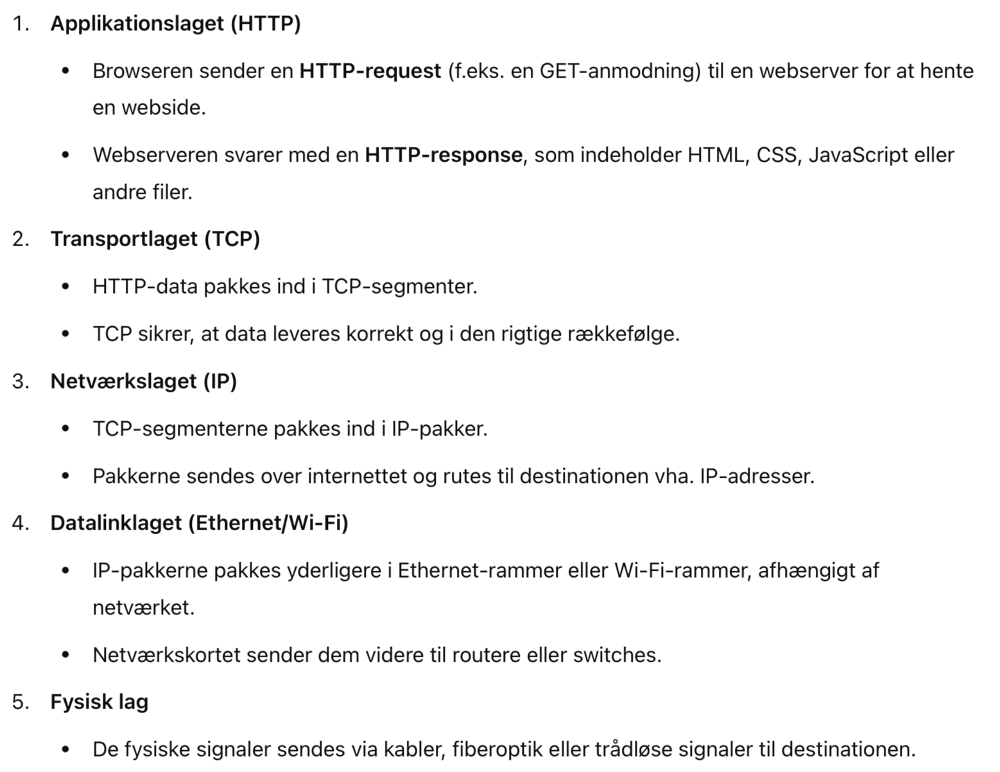 1. Applikationslaget (HTTP)
• Browseren sender en HTTP-request (f.eks. en GET-anmodning) til en webserver for at hente
en webside.
• Webserveren svarer med en HTTP-response, som indeholder HTML, CSS, JavaScript eller
andre filer.
2. Transportlaget (TCP)
• HTTP-data pakkes ind i TCP-segmenter.
• TCP sikrer, at data leveres korrekt og i den rigtige rækkefølge.
3. Netværkslaget (IP)
• TCP-segmenterne pakkes ind i IP-pakker.
• Pakkerne sendes over internettet og rutes til destinationen vha. IP-adresser.
4. Datalinklaget (Ethernet/Wi-Fi)
• IP-pakkerne pakkes yderligere i Ethernet-rammer eller Wi-Fi-rammer, afhængigt af
netværket.
• Netværkskortet sender dem videre til routere eller switches.
5. Fysisk lag
• De fysiske signaler sendes via kabler, fiberoptik eller trådløse signaler til destinationen.